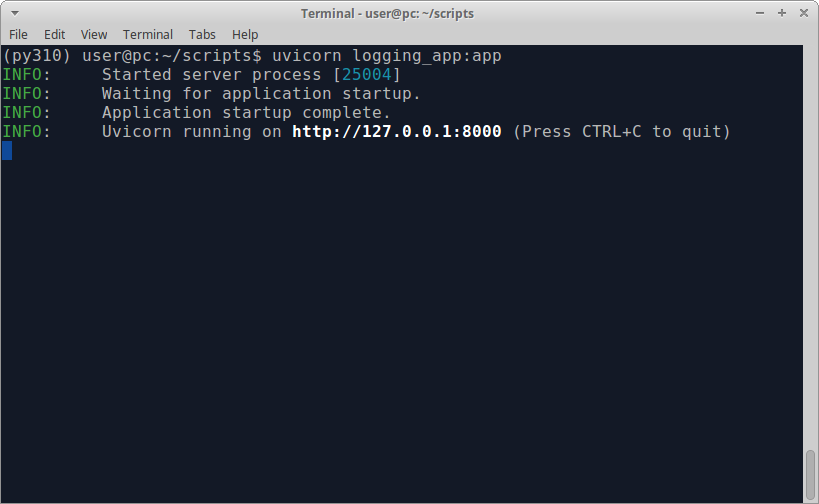 Terminal - user@pc: ~/scripts
File Edit View Terminal Tabs Help
(py310) user@pc:~/scripts$ uvicorn logging_app:app
INFO:     Started server process [25004]
INFO:     Waiting for application startup.
INFO:     Application startup complete.
INFO:     Uvicorn running on http://127.0.0.1:8000 (Press CTRL+C to quit)